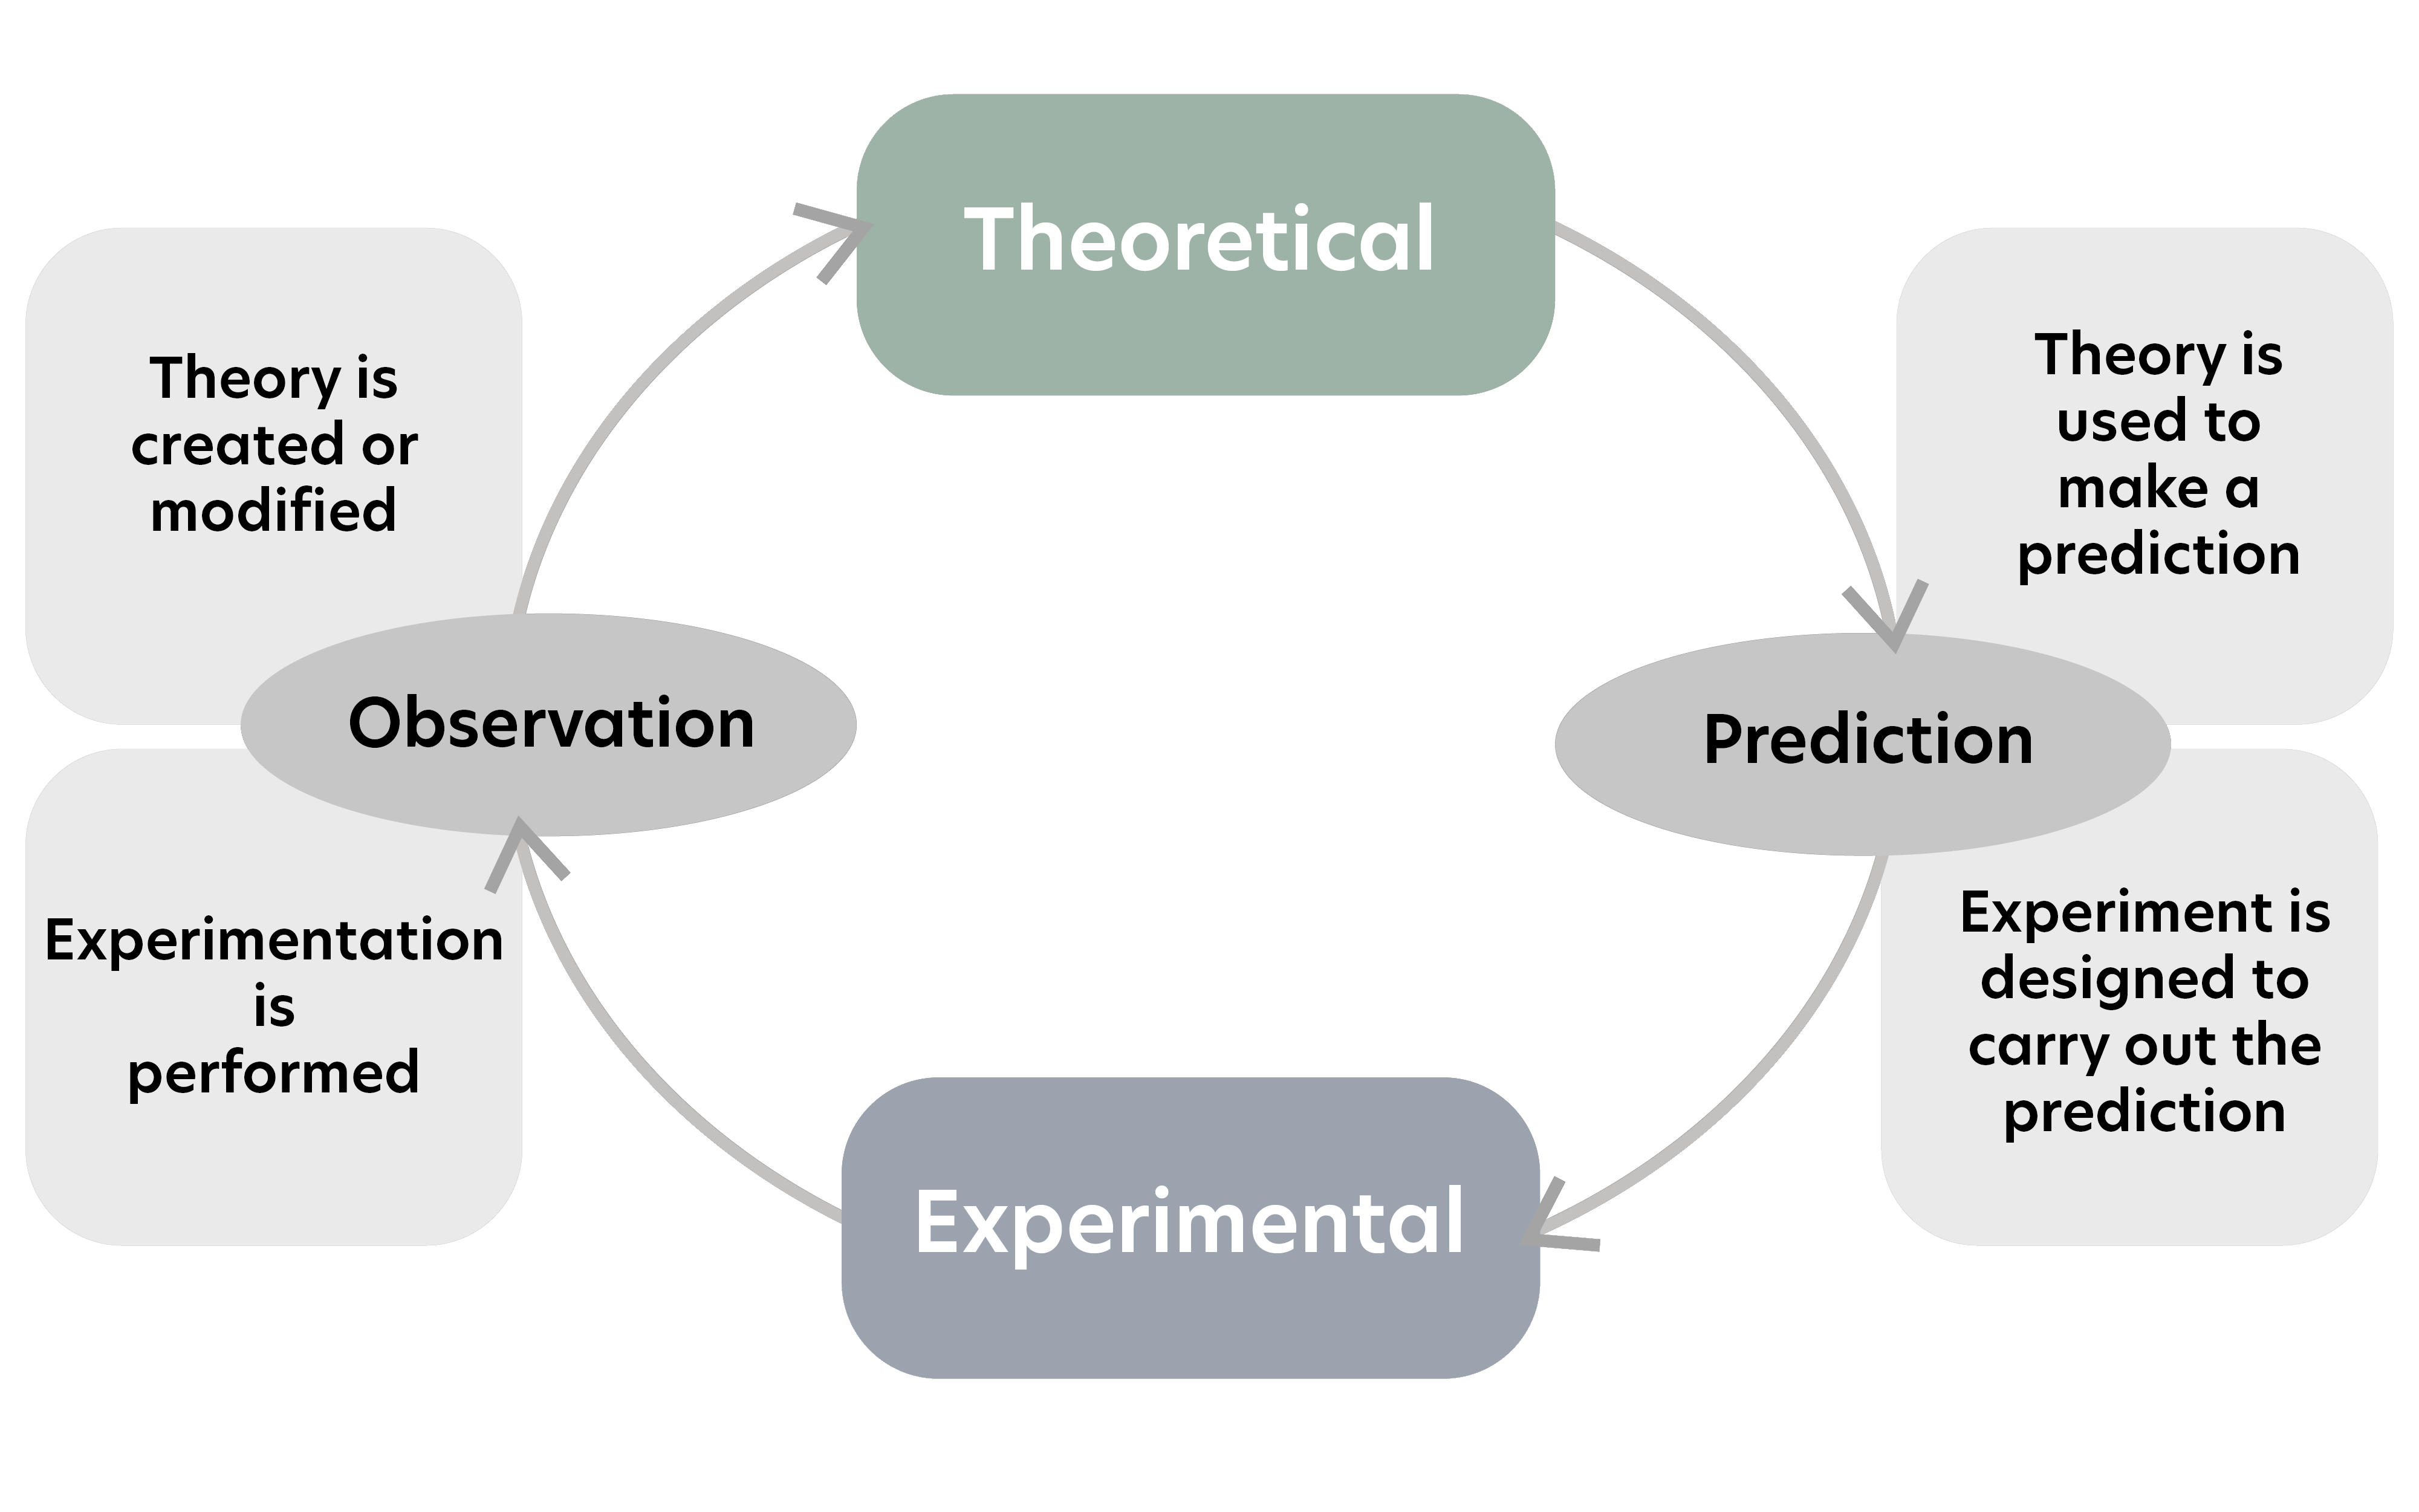 Theoretical
Theory is
created or
modified
Theory is
used to
make a
prediction
Observation
Prediction
Experimentation
is
performed
Experiment is
designed to
carry out the
prediction
Experimental